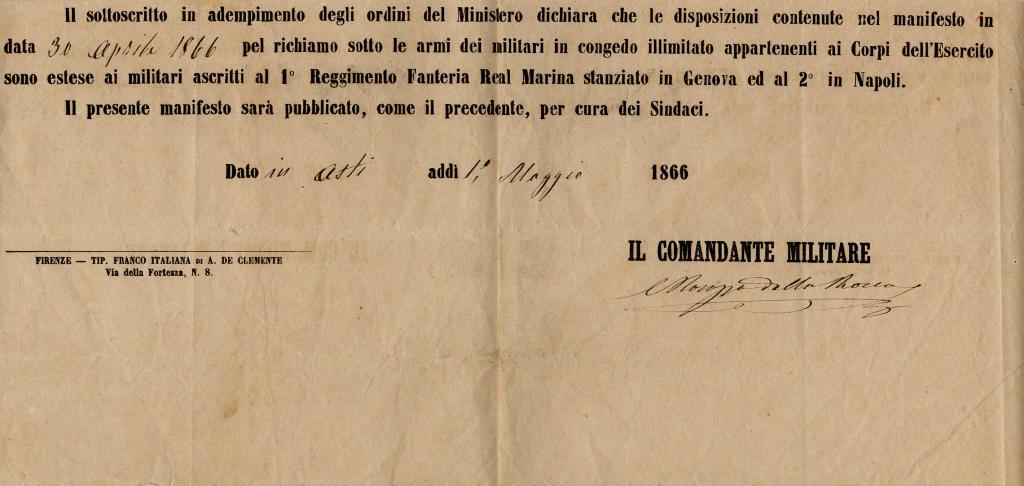 Il sottoscritto in adempimento degli ordini del Ministero dichiara che le disposizioni contenute nel manifesto in
data 30 Aprile 1866 pel richiamo sotto le armi dei militari in congedo illimitato appartenenti ai Corpi dell'Esercito
sono estese ai militari ascritti al 1° Reggimento Fanteria Real Marina stanziato in Genova ed al 2° in Napoli.
Il presente manifesto sarà pubblicato, come il precedente, per cura dei Sindaci.
Dato in Asti addì 1° Maggio 1866
IL COMANDANTE MILITARE
della Rocca
FIRENZE — TIP. FRANCO ITALIANA DI A. DE CLEMENTE
Via della Fortezza, N. 8.